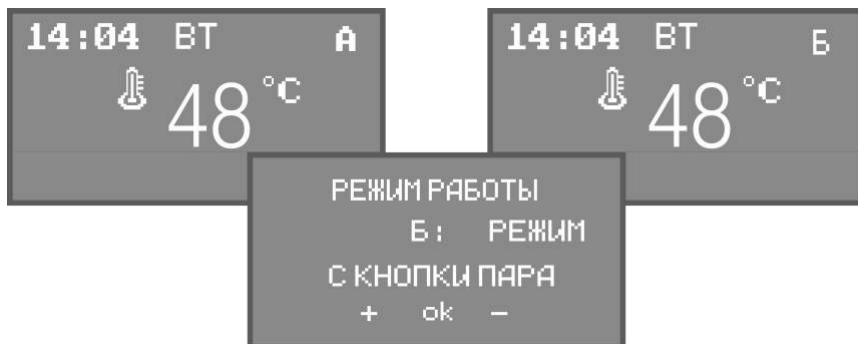 14:04 ВТ А
48 °C
14:04 ВТ Б
48 °C
РЕЖИМ РАБОТЫ
Б: РЕЖИМ
С КНОПКИ ПАРА
+ ok −